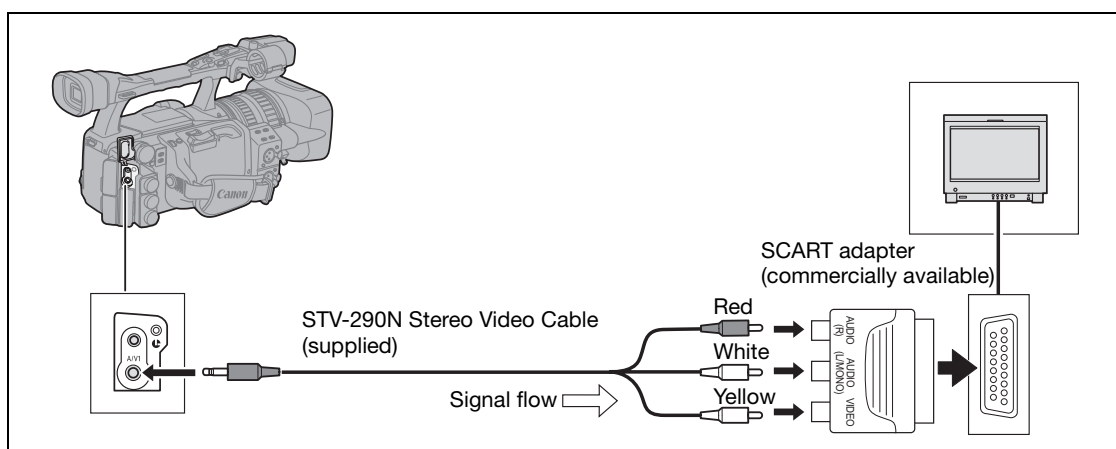 Canon
SCART adapter
(commercially available)
STV-290N Stereo Video Cable
(supplied)
A/V1
Red
White
Yellow
Signal flow
AUDIO
(R)
AUDIO
(L/MONO)
VIDEO